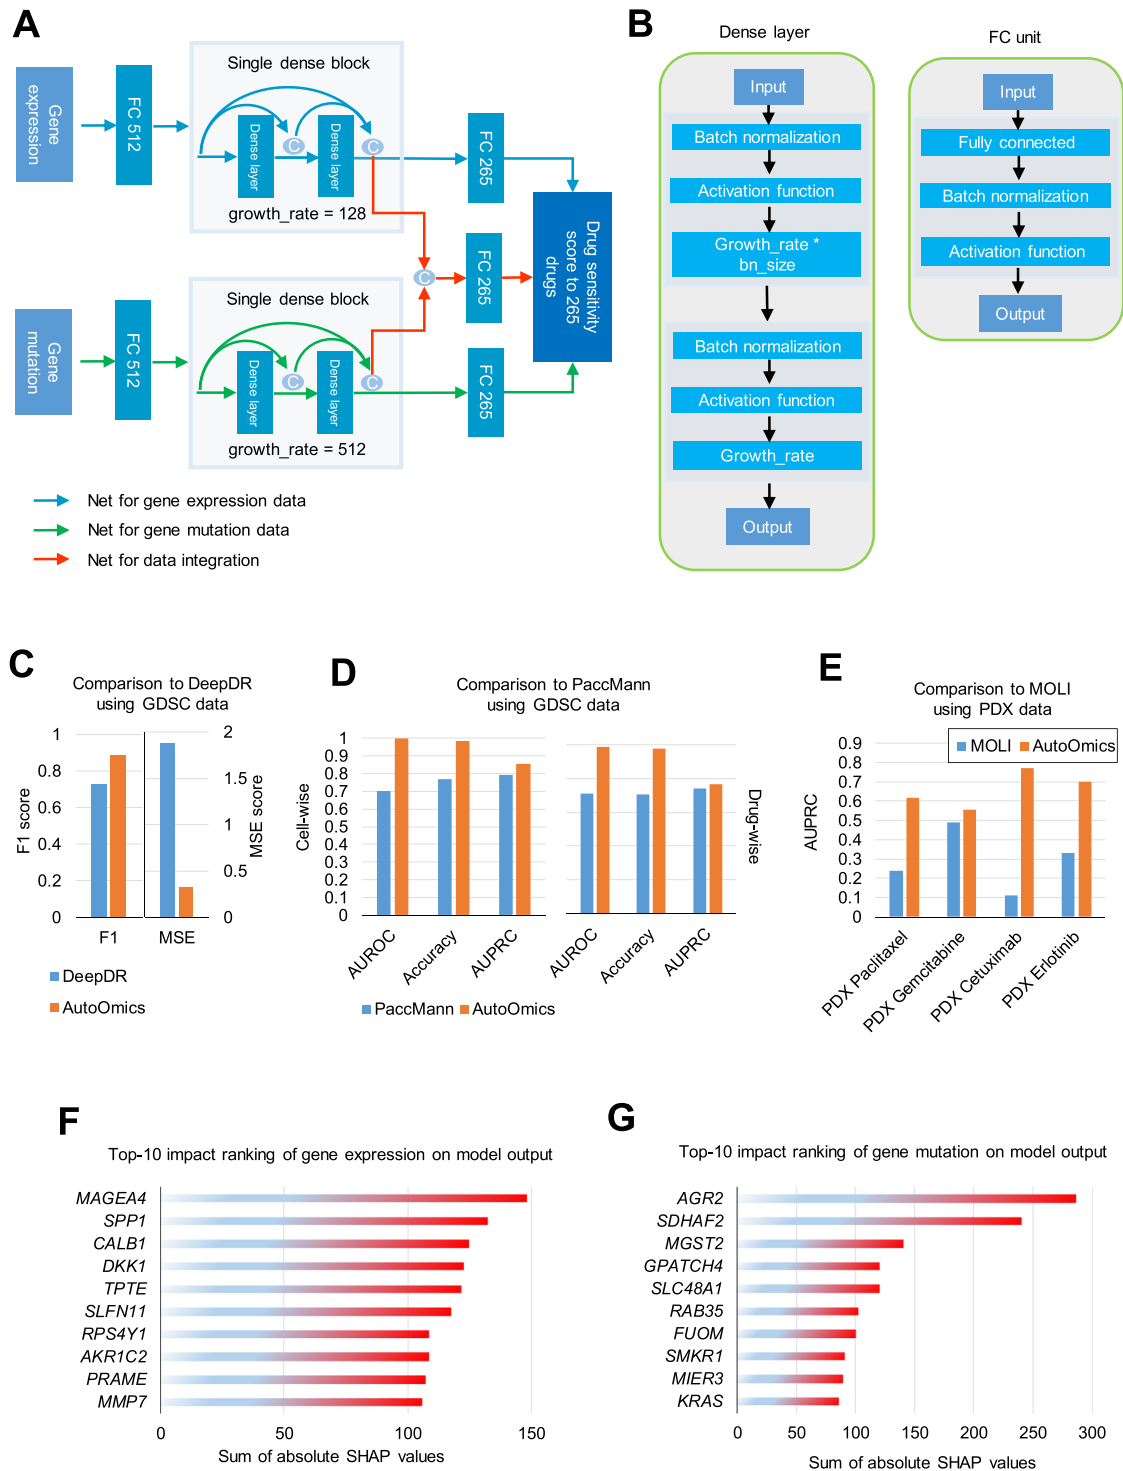 A
Gene
expression
FC 512
Single dense block
Dense
layer
C
Dense
layer
C
growth_rate = 128
FC 265
C
FC 265
Drug sensitivity
score to 265
drugs
Gene
mutation
FC 512
Single dense block
Dense
layer
C
Dense
layer
C
growth_rate = 512
FC 265
Net for gene expression data
Net for gene mutation data
Net for data integration
B
Dense layer
Input
Batch normalization
Activation function
Growth_rate *
bn_size
Batch normalization
Activation function
Growth_rate
Output
FC unit
Input
Fully connected
Batch normalization
Activation function
Output
C
Comparison to DeepDR
using GDSC data
F1 score
1
0.8
0.6
0.4
0.2
0
2
1.5
1
0.5
0
MSE score
F1
MSE
DeepDR
AutoOmics
D
Comparison to PaccMann
using GDSC data
Cell-wise
1
0.9
0.8
0.7
0.6
0.5
0.4
0.3
0.2
0.1
0
Drug-wise
AUROC
Accuracy
AUPRC
AUROC
Accuracy
AUPRC
PaccMann
AutoOmics
E
Comparison to MOLI
using PDX data
MOLI
AutoOmics
AUPRC
0.9
0.8
0.7
0.6
0.5
0.4
0.3
0.2
0.1
0
PDX Paclitaxel
PDX Gemcitabine
PDX Cetuximab
PDX Erlotinib
F
Top-10 impact ranking of gene expression on model output
MAGEA4
SPP1
CALB1
DKK1
TPTE
SLFN11
RPS4Y1
AKR1C2
PRAME
MMP7
0
50
100
150
Sum of absolute SHAP values
G
Top-10 impact ranking of gene mutation on model output
AGR2
SDHAF2
MGST2
GPATCH4
SLC48A1
RAB35
FUOM
SMKR1
MIER3
KRAS
0
50
100
150
200
250
300
Sum of absolute SHAP values